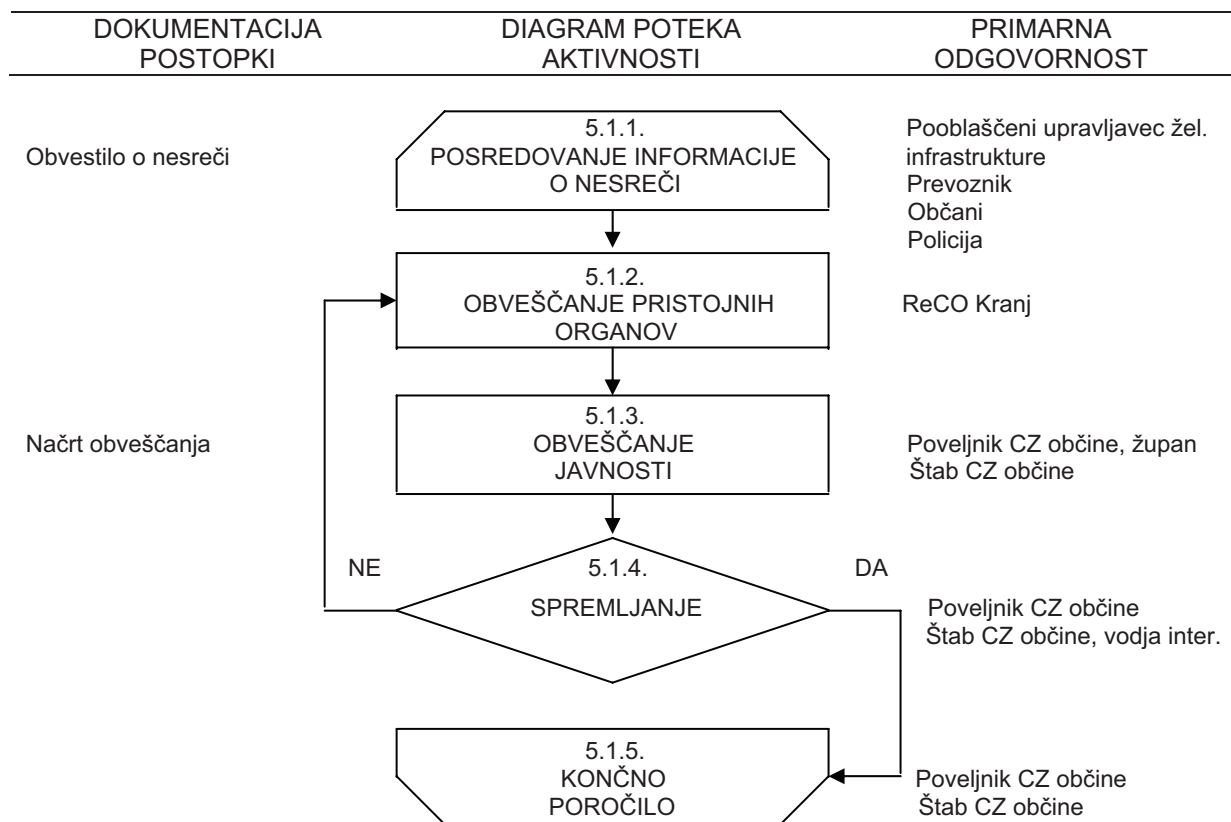 DOKUMENTACIJA
POSTOPKI
DIAGRAM POTEKA
AKTIVNOSTI
PRIMARNA
ODGOVORNOST
Obvestilo o nesreči
5.1.1.
POSREDOVANJE INFORMACIJE
O NESREČI
Pooblaščeni upravljavec žel.
infrastrukture
Prevoznik
Občani
Policija
5.1.2.
OBVEŠČANJE PRISTOJNIH
ORGANOV
ReCO Kranj
Načrt obveščanja
5.1.3.
OBVEŠČANJE
JAVNOSTI
Poveljnik CZ občine, župan
Štab CZ občine
NE
5.1.4.
SPREMLJANJE
DA
Poveljnik CZ občine
Štab CZ občine, vodja inter.
5.1.5.
KONČNO
POROČILO
Poveljnik CZ občine
Štab CZ občine